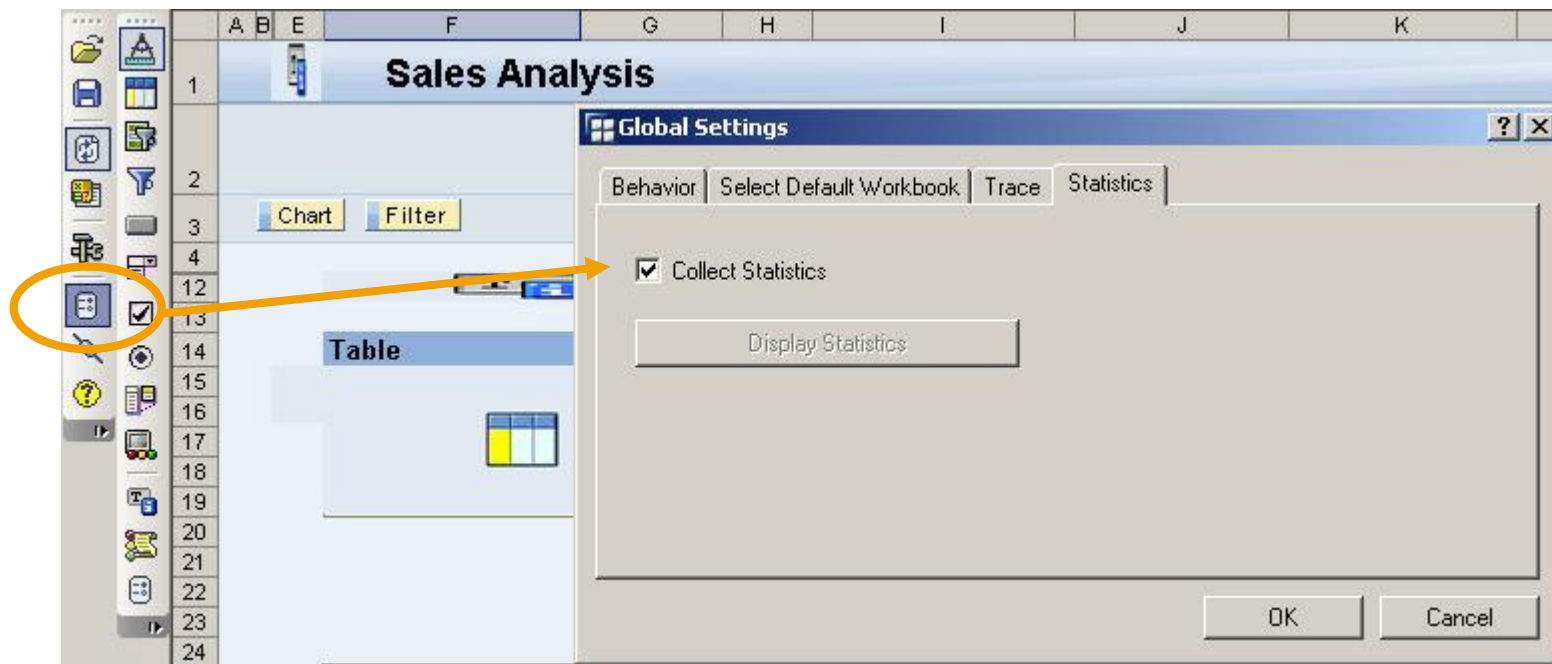 A B E F G H I J K
1
Sales Analysis
Global Settings
?
2
Behavior Select Default Workbook Trace Statistics
3
Chart Filter
4
Collect Statistics
12
13
Display Statistics
14
Table
15
16
17
18
19
20
21
22
23
OK Cancel
24